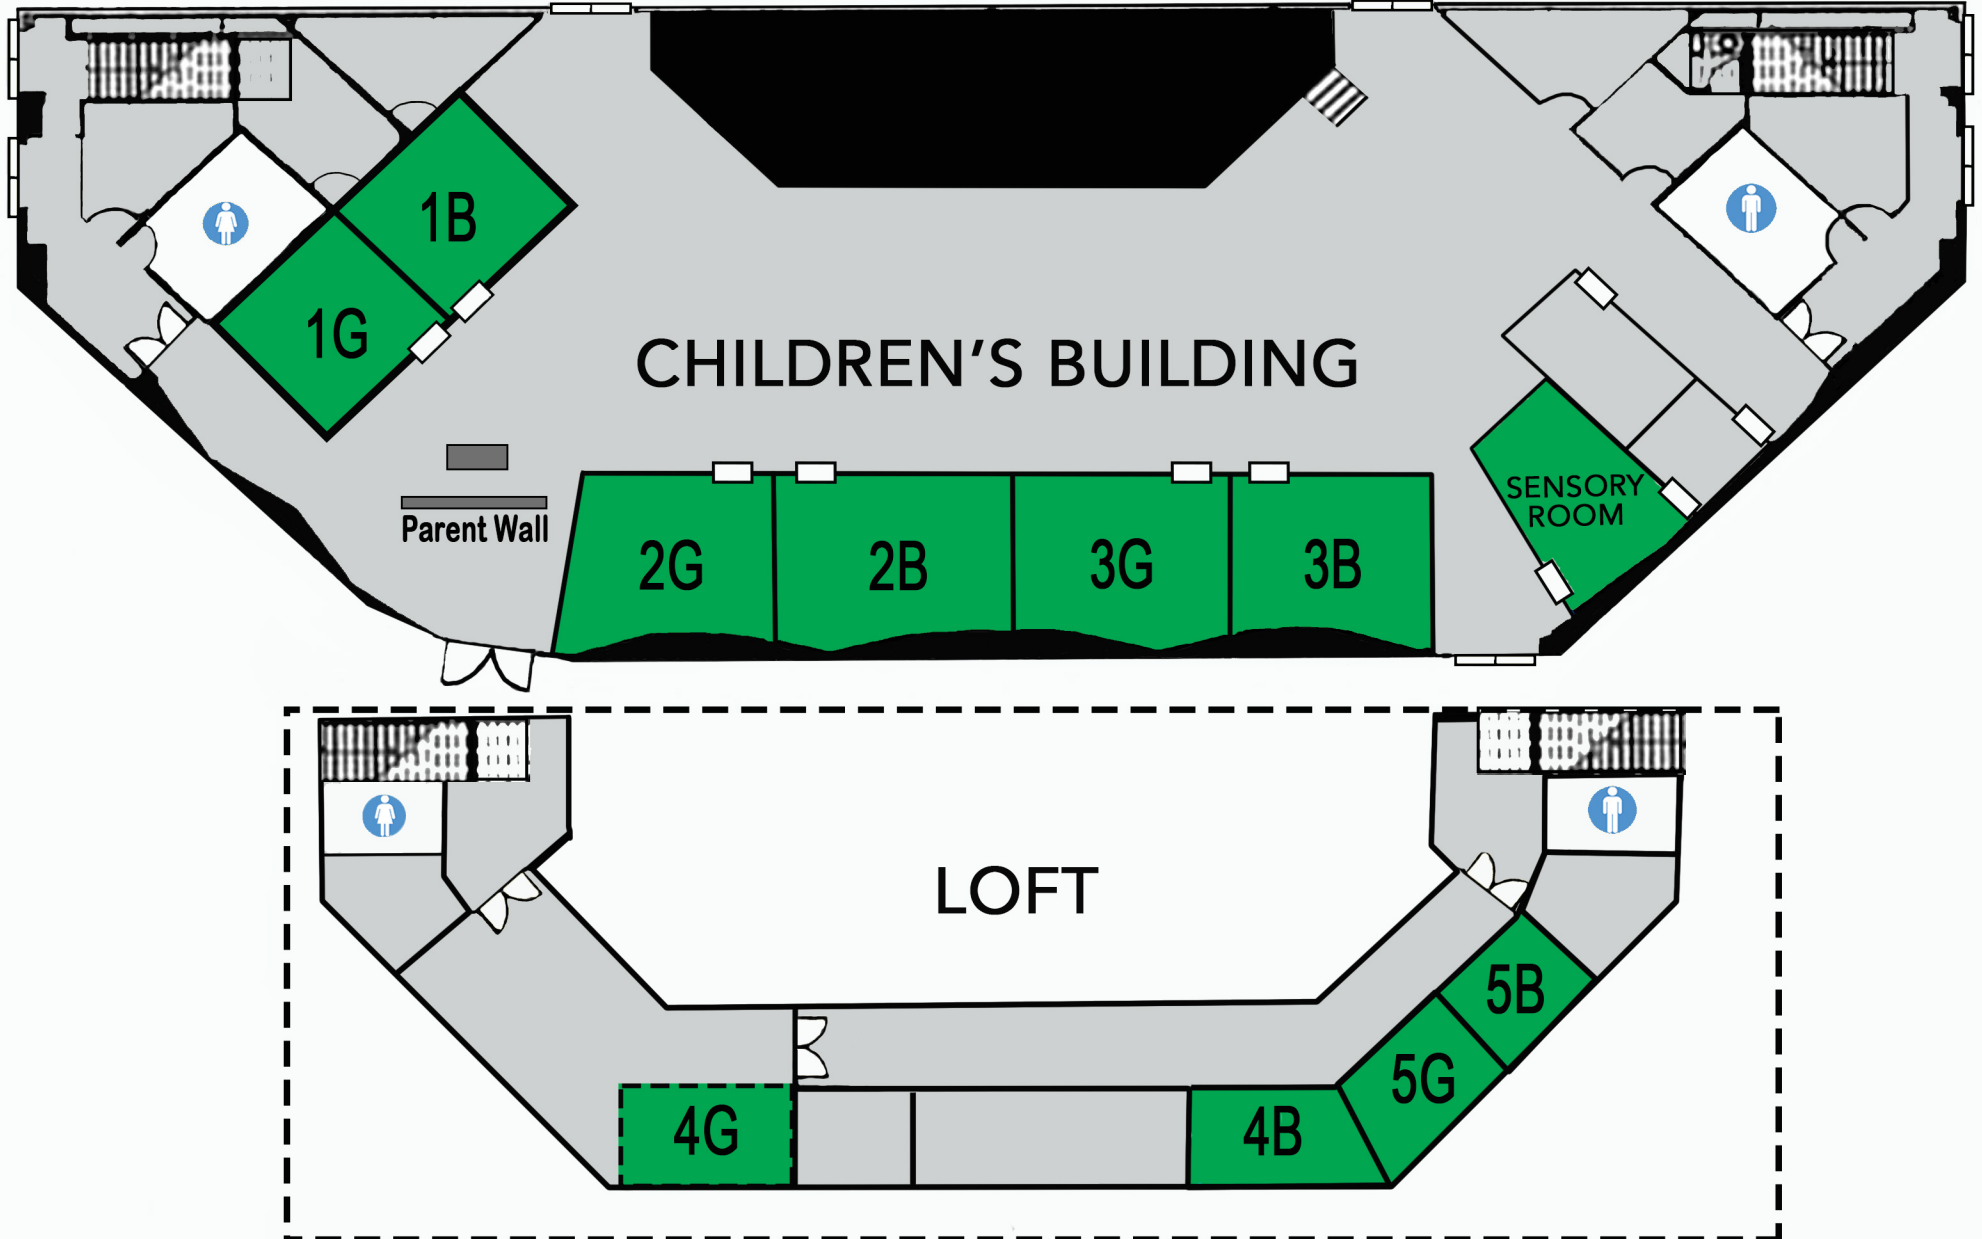 1B
1G
CHILDREN'S BUILDING
SENSORY
ROOM
Parent Wall
2G
2B
3G
3B
LOFT
5B
5G
4G
4B